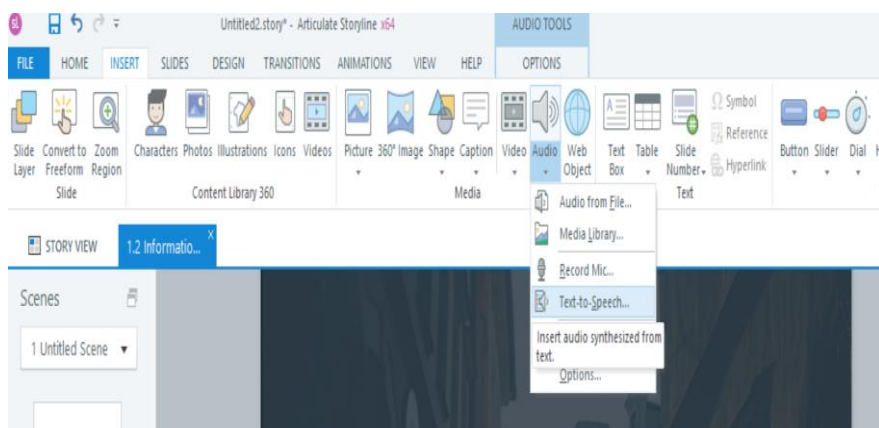 sl
Untitled2.story* - Articulate Storyline x64
AUDIO TOOLS
FILE HOME INSERT SLIDES DESIGN TRANSITIONS ANIMATIONS VIEW HELP OPTIONS
Slide Layer
Convert to Freeform
Zoom Region
Characters
Photos
Illustrations
Icons
Videos
Picture
360° Image
Shape
Caption
Video
Audio
Web Object
Text Box
Table
Slide Number
Symbol
Reference
Hyperlink
Button
Slider
Dial
Slide
Content Library 360
Media
Text
Audio from File...
Media Library...
Record Mic...
Text-to-Speech...
Insert audio synthesized from
text.
Options...
STORY VIEW
1.2 Informatio... x
Scenes
1 Untitled Scene